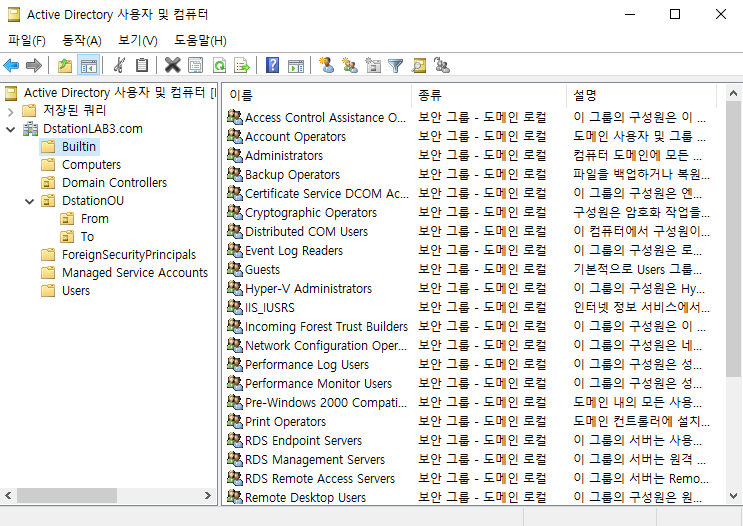 Active Directory 사용자 및 컴퓨터
파일(F) 동작(A) 보기(V) 도움말(H)
Active Directory 사용자 및 컴퓨터 [
저장된 쿼리
DstationLAB3.com
Builtin
Computers
Domain Controllers
DstationOU
From
To
ForeignSecurityPrincipals
Managed Service Accounts
Users
이름 종류 설명
Access Control Assistance O... 보안 그룹 - 도메인 로컬 이 그룹의 구성원은 이 ...
Account Operators 보안 그룹 - 도메인 로컬 도메인 사용자 및 그룹 ...
Administrators 보안 그룹 - 도메인 로컬 컴퓨터 도메인에 모든 ...
Backup Operators 보안 그룹 - 도메인 로컬 파일을 백업하거나 복원...
Certificate Service DCOM Ac... 보안 그룹 - 도메인 로컬 이 그룹의 구성원은 엔...
Cryptographic Operators 보안 그룹 - 도메인 로컬 구성원은 암호화 작업을...
Distributed COM Users 보안 그룹 - 도메인 로컬 이 컴퓨터에서 구성원이...
Event Log Readers 보안 그룹 - 도메인 로컬 이 그룹의 구성원은 로...
Guests 보안 그룹 - 도메인 로컬 기본적으로 Users 그룹...
Hyper-V Administrators 보안 그룹 - 도메인 로컬 이 그룹의 구성원은 Hy...
IIS_IUSRS 보안 그룹 - 도메인 로컬 인터넷 정보 서비스에서...
Incoming Forest Trust Builders 보안 그룹 - 도메인 로컬 이 그룹의 구성원은 이 ...
Network Configuration Oper... 보안 그룹 - 도메인 로컬 이 그룹의 구성원은 네...
Performance Log Users 보안 그룹 - 도메인 로컬 이 그룹의 구성원은 성...
Performance Monitor Users 보안 그룹 - 도메인 로컬 이 그룹의 구성원은 성...
Pre-Windows 2000 Compati... 보안 그룹 - 도메인 로컬 도메인 내의 모든 사용...
Print Operators 보안 그룹 - 도메인 로컬 도메인 컨트롤러에 설치...
RDS Endpoint Servers 보안 그룹 - 도메인 로컬 이 그룹의 서버는 사용...
RDS Management Servers 보안 그룹 - 도메인 로컬 이 그룹의 서버는 원격 ...
RDS Remote Access Servers 보안 그룹 - 도메인 로컬 이 그룹의 서버는 Remo...
Remote Desktop Users 보안 그룹 - 도메인 로컬 이 그룹의 구성원은 원...